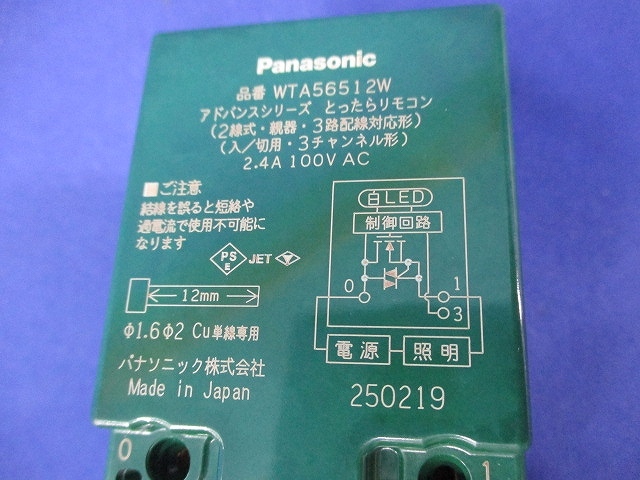 Panasonic
品番 WTA56512W
アドバンスシリーズ とったらリモコン
(2線式・親器・3路配線対応形)
(入/切用・3チャンネル形)
2.4A 100V AC
■ご注意
結線を誤ると短絡や
過電流で使用不可能に
なります
PS
E
JET
12mm
φ1.6φ2 Cu単線専用
パナソニック株式会社
Made in Japan
白LED
制御回路
0
1
3
電源
照明
250219
0
1